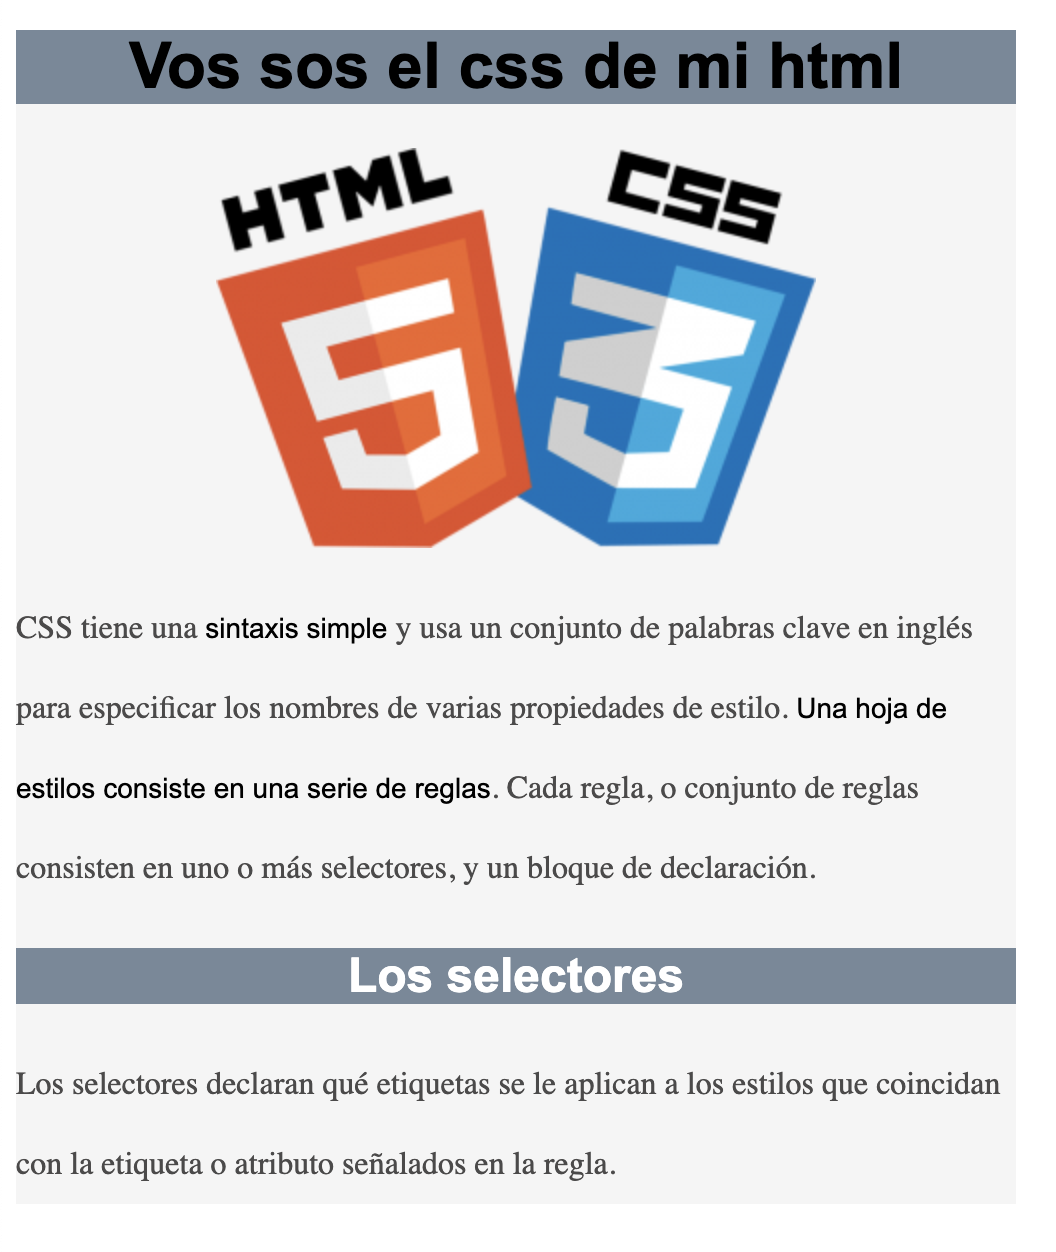 Vos sos el css de mi html
HTML CSS
5 3
CSS tiene una sintaxis simple y usa un conjunto de palabras clave en inglés
para especificar los nombres de varias propiedades de estilo. Una hoja de
estilos consiste en una serie de reglas. Cada regla, o conjunto de reglas
consisten en uno o más selectores, y un bloque de declaración.
Los selectores
Los selectores declaran qué etiquetas se le aplican a los estilos que coincidan
con la etiqueta o atributo señalados en la regla.